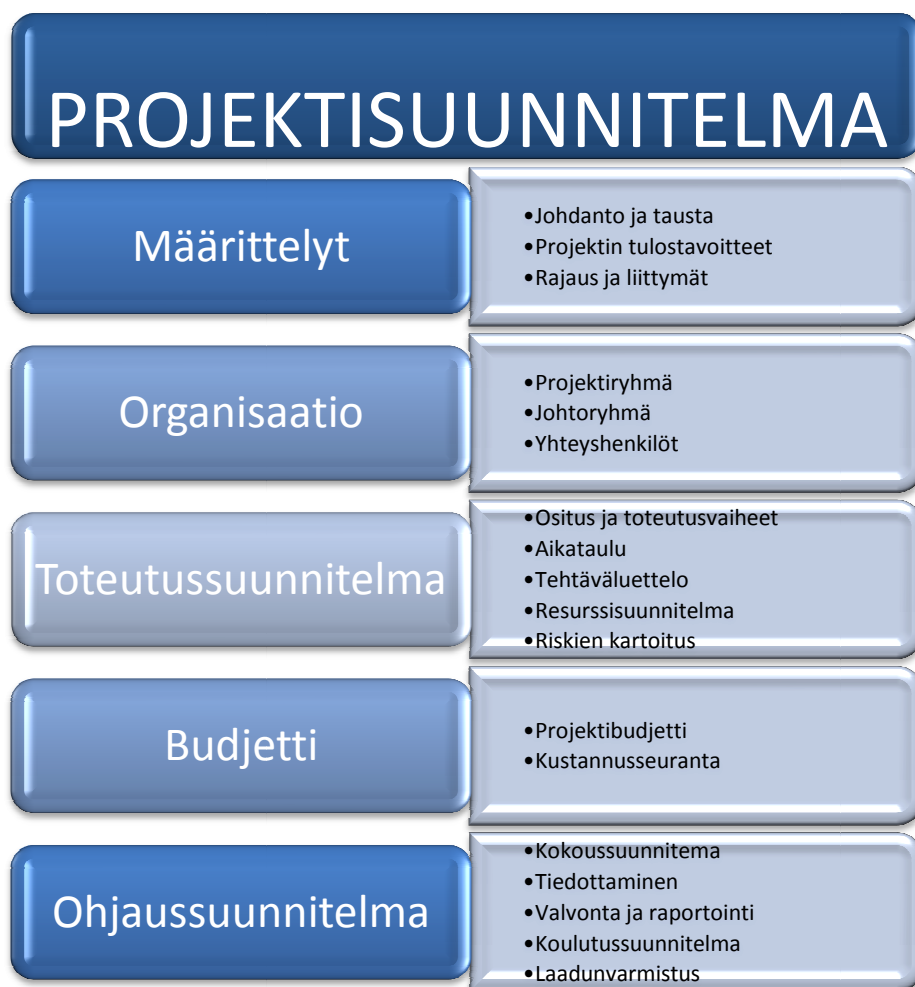 PROJEKTISUUNNITELMA
Määrittelyt
•Johdanto ja tausta
•Projektin tulostavoitteet
•Rajaus ja liittymät
Organisaatio
•Projektiryhmä
•Johtoryhmä
•Yhteyshenkilöt
Toteutussuunnitelma
•Ositus ja toteutusvaiheet
•Aikataulu
•Tehtäväluettelo
•Resurssisuunnitelma
•Riskien kartoitus
Budjetti
•Projektibudjetti
•Kustannusseuranta
Ohjaussuunnitelma
•Kokoussuunnitema
•Tiedottaminen
•Valvonta ja raportointi
•Koulutussuunnitelma
•Laadunvarmistus